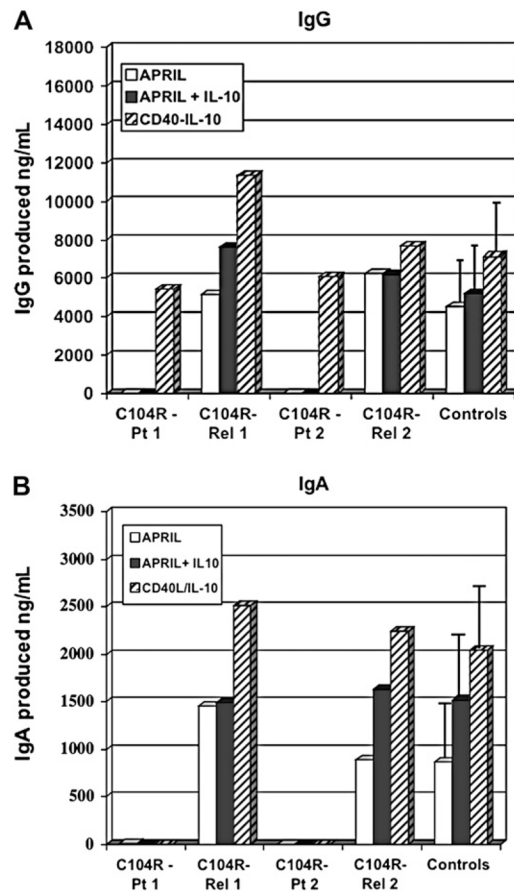 A
IgG
18000
16000
14000
12000
10000
8000
6000
4000
2000
0
IgG produced ng/mL
APRIL
APRIL + IL-10
CD40-IL-10
C104R - Pt 1
C104R- Rel 1
C104R - Pt 2
C104R- Rel 2
Controls
B
IgA
3500
3000
2500
2000
1500
1000
500
0
IgA produced ng/mL
APRIL
APRIL+ IL10
CD40L/IL-10
C104R - Pt 1
C104R- Rel 1
C104R- Pt 2
C104R- Rel 2
Controls